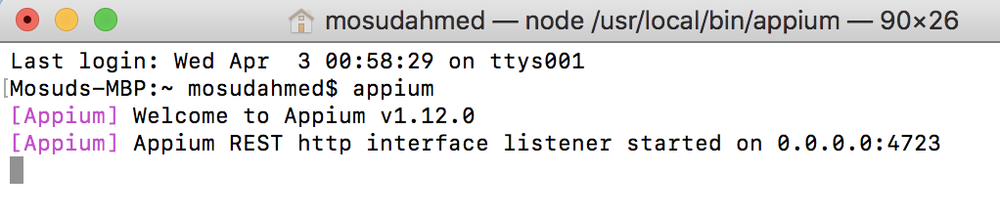 mosudahmed — node /usr/local/bin/appium — 90×26
Last login: Wed Apr  3 00:58:29 on ttys001
[Mosuds-MBP:~ mosudahmed$ appium
[Appium] Welcome to Appium v1.12.0
[Appium] Appium REST http interface listener started on 0.0.0.0:4723